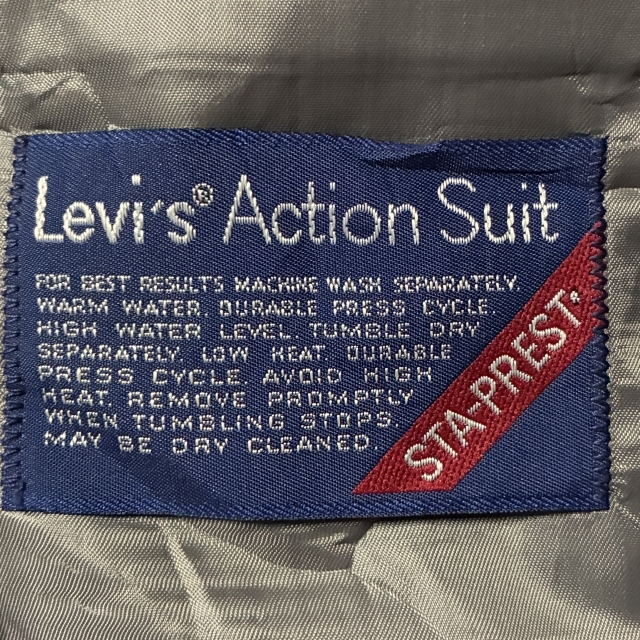 Levi's® Action Suit
FOR BEST RESULTS MACHINE WASH SEPARATELY.
WARM WATER. DURABLE PRESS CYCLE.
HIGH WATER LEVEL. TUMBLE DRY
SEPARATELY. LOW HEAT. DURABLE
PRESS CYCLE. AVOID HIGH
HEAT. REMOVE PROMPTLY
WHEN TUMBLING STOPS.
MAY BE DRY CLEANED.
STA-PREST®